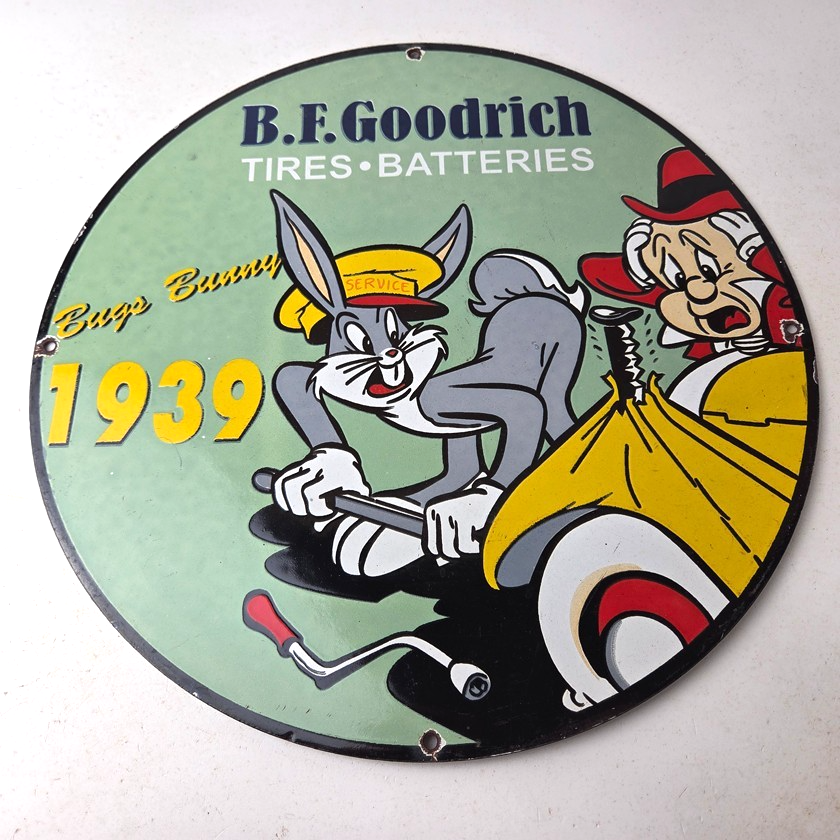 B.F.Goodrich
TIRES•BATTERIES
SERVICE
Bugs Bunny
1939